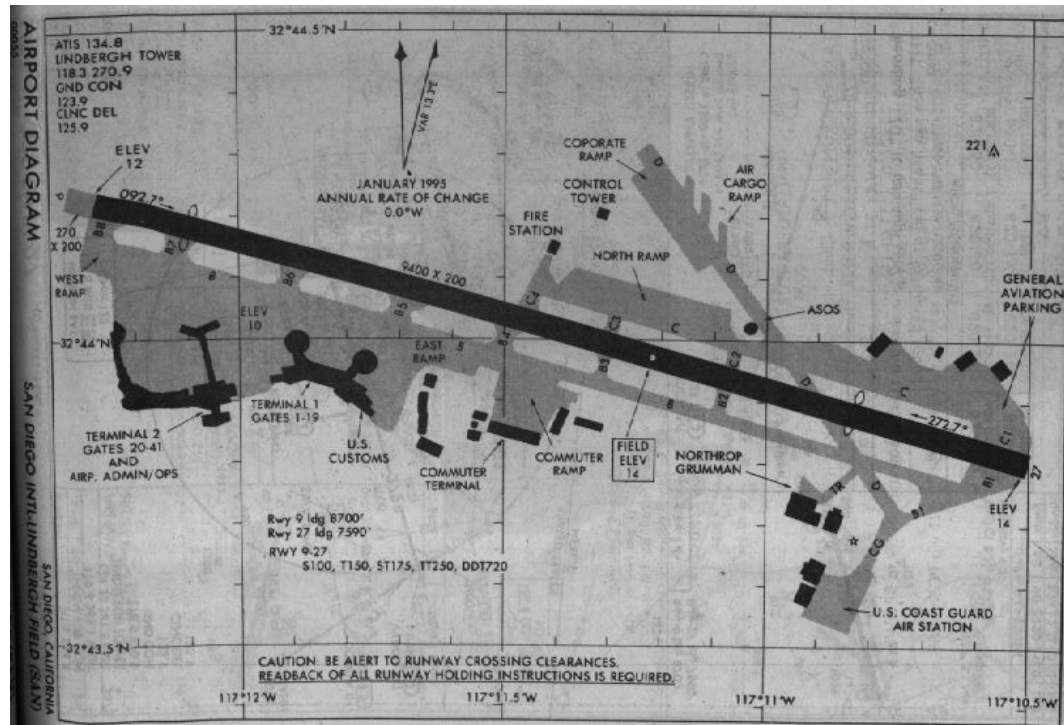 ATIS 134.8
LINDBERGH TOWER
118.3 270.9
GND CON
123.9
CLNC DEL
125.9
32°44.5'N
VAR 13.3°E
JANUARY 1995
ANNUAL RATE OF CHANGE
0.0°W
ELEV
12
092.7°
270
X 200
WEST
RAMP
B8
B7
B
B6
ELEV
10
9400 X 200
B5
B
B4
EAST
RAMP
COPORATE
RAMP
CONTROL
TOWER
FIRE
STATION
AIR
CARGO
RAMP
221
D
D
NORTH RAMP
C4
C3
C
C2
ASOS
GENERAL
AVIATION
PARKING
32°44'N
B3
B
B2
D
C
272.7°
C1
27
B1
B1
ELEV
14
TERMINAL 2
GATES 20-41
AND
AIRP. ADMIN/OPS
TERMINAL 1
GATES 1-19
U.S.
CUSTOMS
COMMUTER
TERMINAL
COMMUTER
RAMP
FIELD
ELEV
14
NORTHROP
GRUMMAN
TR
D
CG
U.S. COAST GUARD
AIR STATION
Rwy 9 ldg 8700'
Rwy 27 ldg 7590'
RWY 9-27
S100, T150, ST175, TT250, DDT720
32°43.5'N
CAUTION: BE ALERT TO RUNWAY CROSSING CLEARANCES.
READBACK OF ALL RUNWAY HOLDING INSTRUCTIONS IS REQUIRED.
117°12'W
117°11.5'W
117°11'W
117°10.5'W
AIRPORT DIAGRAM
SAN DIEGO INTL-LINDBERGH FIELD (SAN)
SAN DIEGO, CALIFORNIA